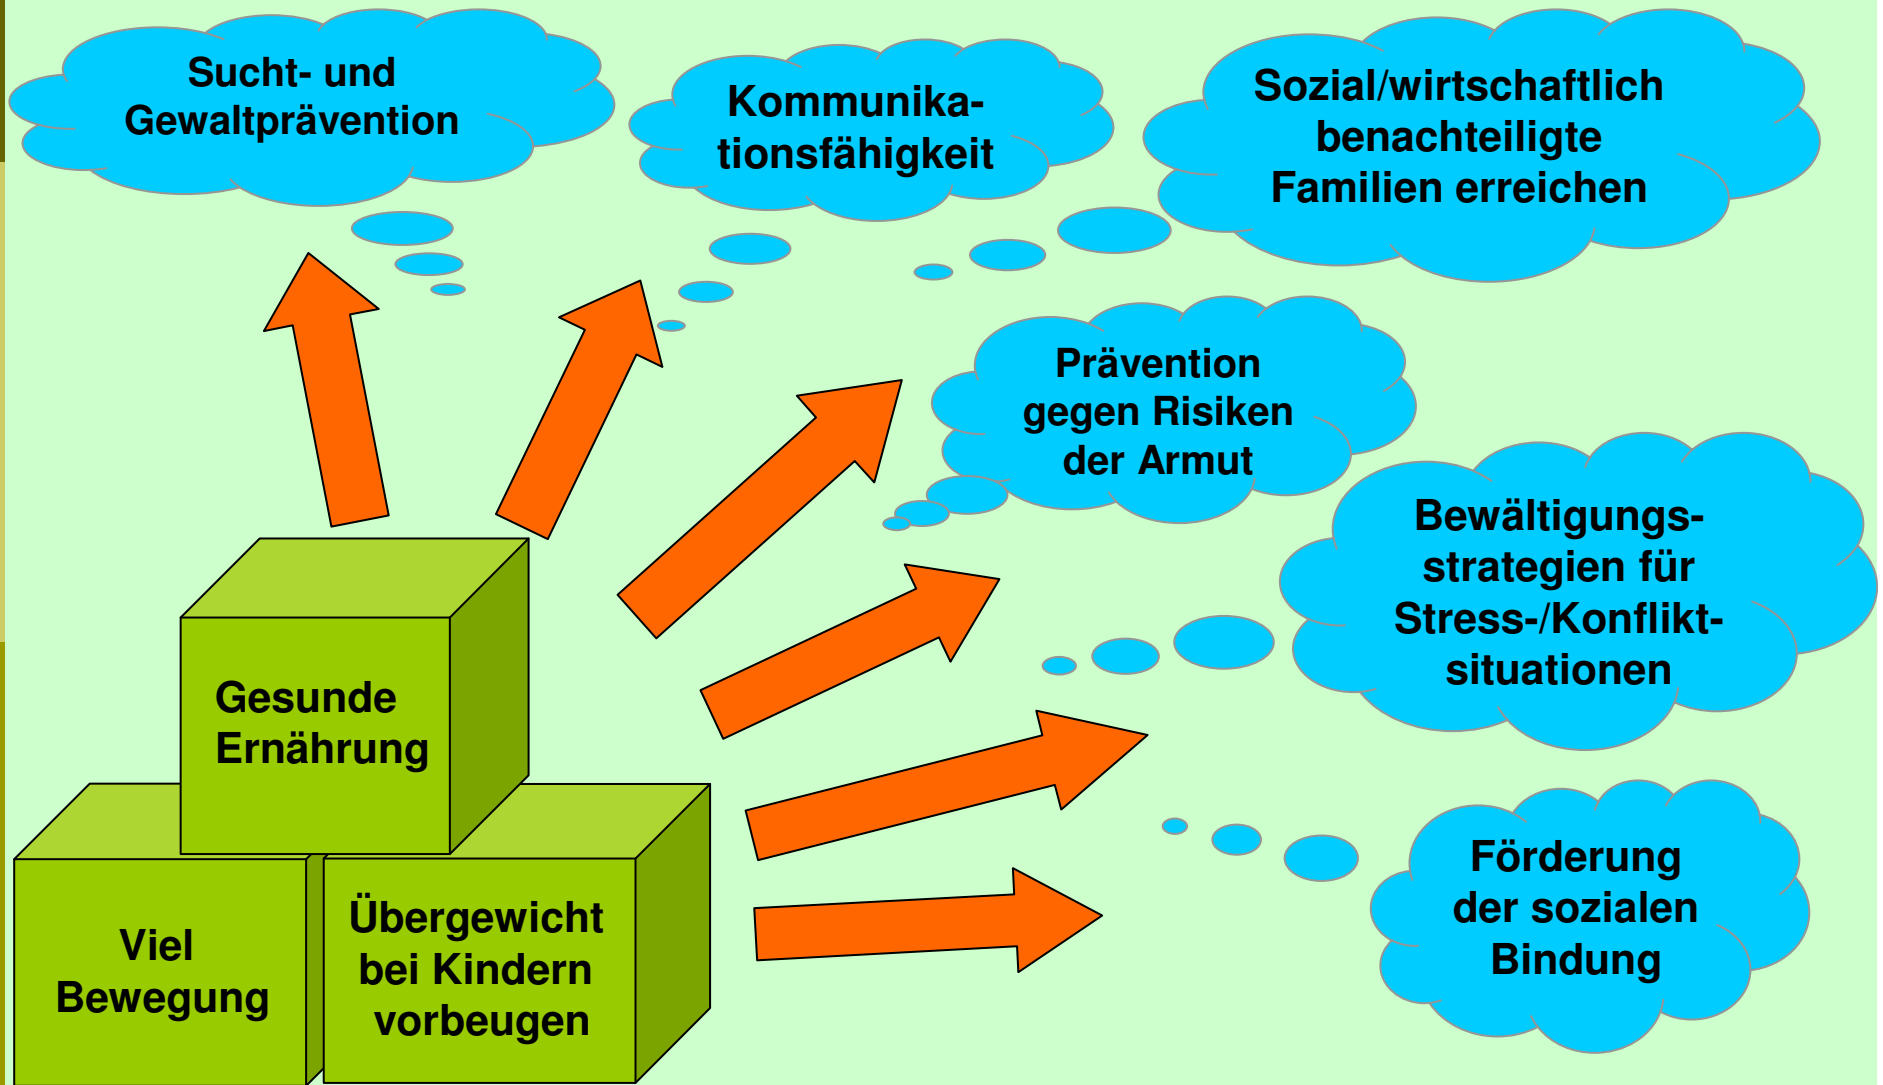 Sucht- und
Gewaltprävention
Kommunika-
tionsfähigkeit
Sozial/wirtschaftlich
benachteiligte
Familien erreichen
Prävention
gegen Risiken
der Armut
Bewältigungs-
strategien für
Stress-/Konflikt-
situationen
Förderung
der sozialen
Bindung
Gesunde
Ernährung
Viel
Bewegung
Übergewicht
bei Kindern
vorbeugen